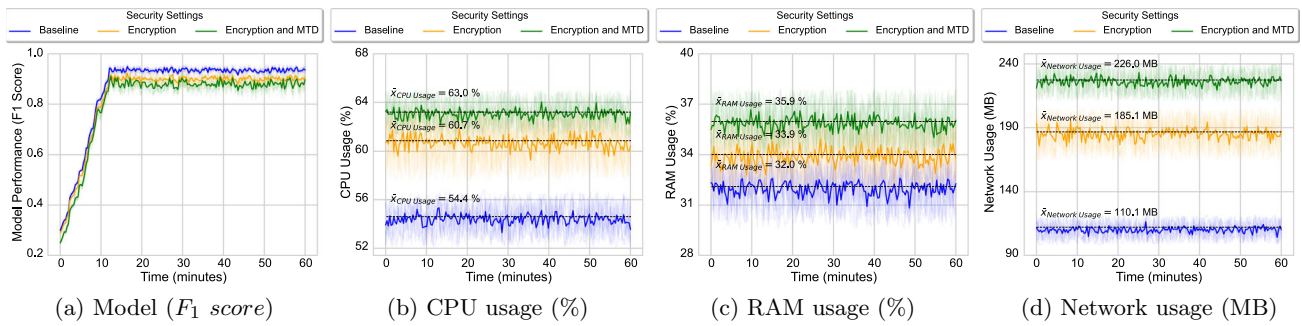 Security Settings
Baseline Encryption Encryption and MTD
1.0
0.8
0.6
0.4
0.2
Model Performance (F1 Score)
0 10 20 30 40 50 60
Time (minutes)
(a) Model (F1 score)
Security Settings
Baseline Encryption Encryption and MTD
68
64
60
56
52
CPU Usage (%)
x̄CPU Usage = 63.0 %
x̄CPU Usage = 60.7 %
x̄CPU Usage = 54.4 %
0 10 20 30 40 50 60
Time (minutes)
(b) CPU usage (%)
Security Settings
Baseline Encryption Encryption and MTD
40
37
34
31
28
RAM Usage (%)
x̄RAM Usage = 35.9 %
x̄RAM Usage = 33.9 %
x̄RAM Usage = 32.0 %
0 10 20 30 40 50 60
Time (minutes)
(c) RAM usage (%)
Security Settings
Baseline Encryption Encryption and MTD
240
190
140
90
Network Usage (MB)
x̄Network Usage = 226.0 MB
x̄Network Usage = 185.1 MB
x̄Network Usage = 110.1 MB
0 10 20 30 40 50 60
Time (minutes)
(d) Network usage (MB)